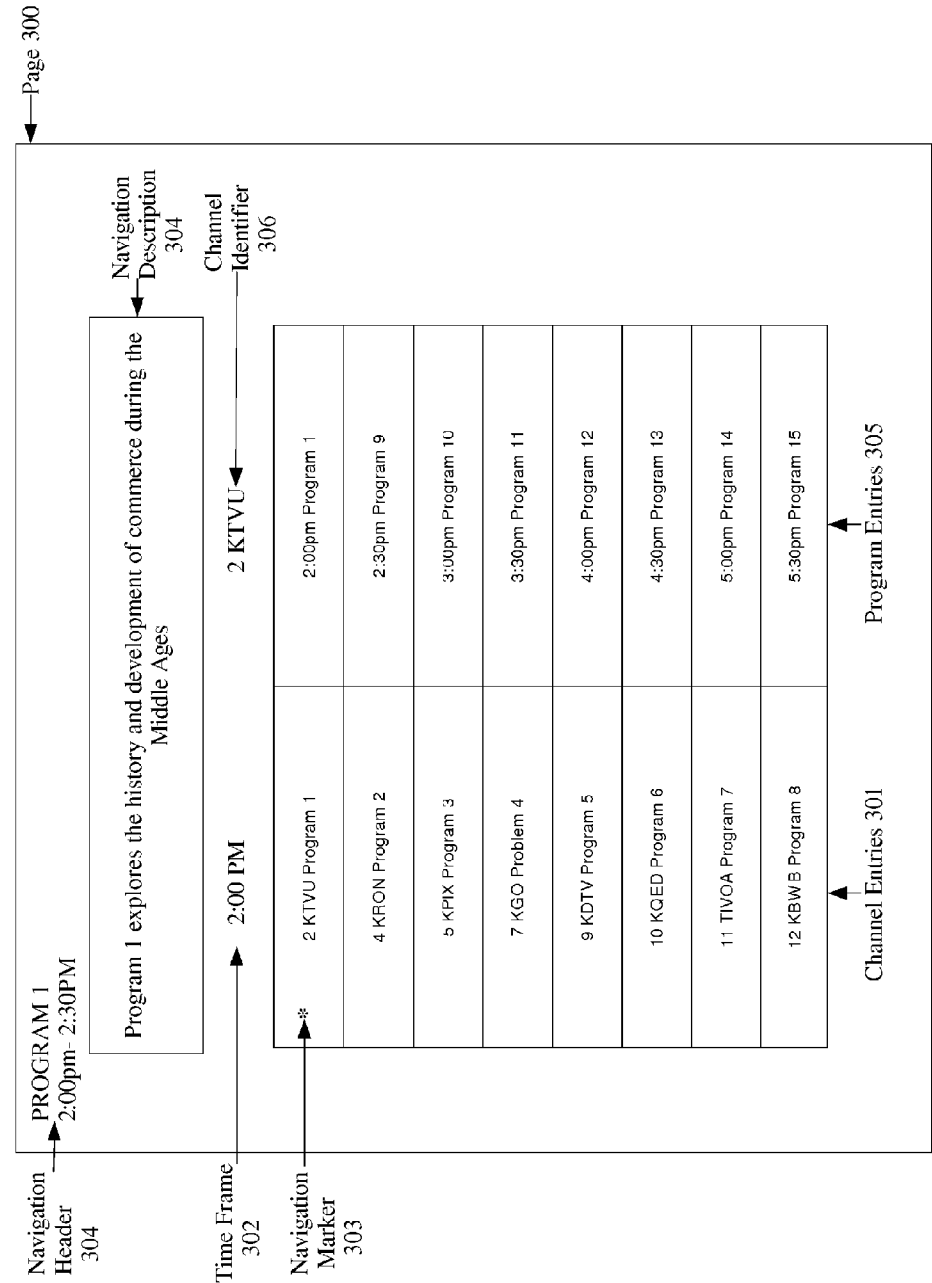 Page 300
Navigation
Header
304
PROGRAM 1
2:00pm- 2:30PM
Program 1 explores the history and development of commerce during the
Middle Ages
Navigation
Description
304
Time Frame
302
2:00 PM
2 KTVU
Channel
Identifier
306
Navigation
Marker
303
*
2 KTVU Program 1
2:00pm Program 1
4 KRON Program 2
2:30pm Program 9
5 KPIX Program 3
3:00pm Program 10
7 KGO Problem 4
3:30pm Program 11
9 KDTV Program 5
4:00pm Program 12
10 KQED Program 6
4:30pm Program 13
11 TIVOA Program 7
5:00pm Program 14
12 KBWB Program 8
5:30pm Program 15
Channel Entries 301
Program Entries 305